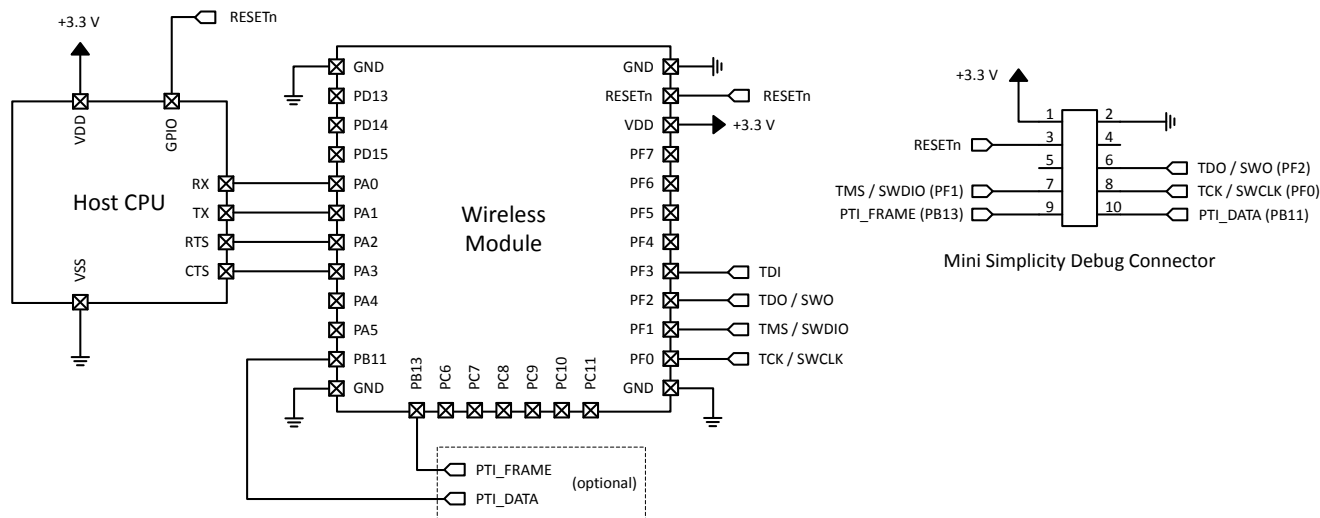 +3.3 V
RESETn
VDD
GPIO
Host CPU
RX
TX
RTS
CTS
VSS
GND
PD13
PD14
PD15
PA0
PA1
PA2
PA3
PA4
PA5
PB11
GND
Wireless
Module
PB13
PC6
PC7
PC8
PC9
PC10
PC11
GND
RESETn
VDD
PF7
PF6
PF5
PF4
PF3
PF2
PF1
PF0
GND
RESETn
+3.3 V
TDI
TDO / SWO
TMS / SWDIO
TCK / SWCLK
PTI_FRAME
(optional)
PTI_DATA
+3.3 V
1 2
RESETn 3 4
5 6 TDO / SWO (PF2)
TMS / SWDIO (PF1) 7 8 TCK / SWCLK (PF0)
PTI_FRAME (PB13) 9 10 PTI_DATA (PB11)
Mini Simplicity Debug Connector